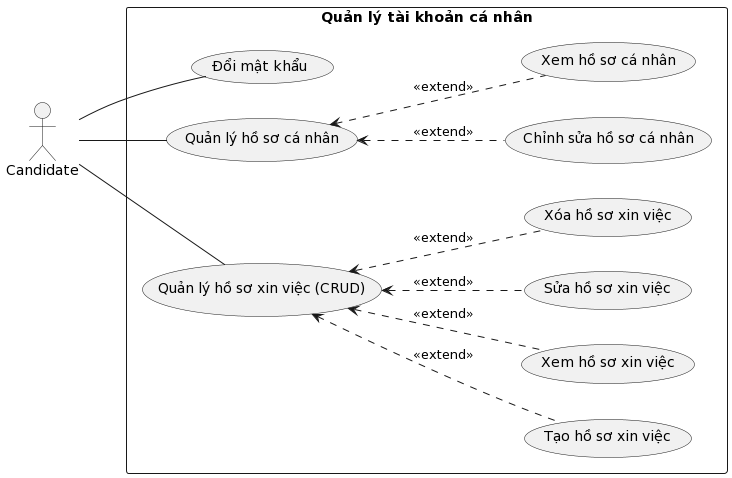 Quản lý tài khoản cá nhân
Đổi mật khẩu
Xem hồ sơ cá nhân
«extend»
Quản lý hồ sơ cá nhân
«extend»
Chỉnh sửa hồ sơ cá nhân
Candidate
Xóa hồ sơ xin việc
«extend»
Quản lý hồ sơ xin việc (CRUD)
«extend»
Sửa hồ sơ xin việc
«extend»
Xem hồ sơ xin việc
«extend»
Tạo hồ sơ xin việc